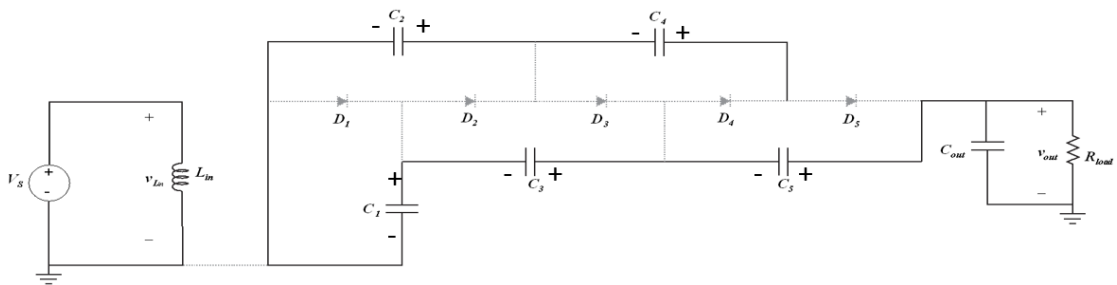 - C2 +
- C4 +
D1 D2 D3 D4 D5
+
VS + - vLin Lin
-
+ C1 -
- C3 +
- C5 +
Cout + vout - Rload